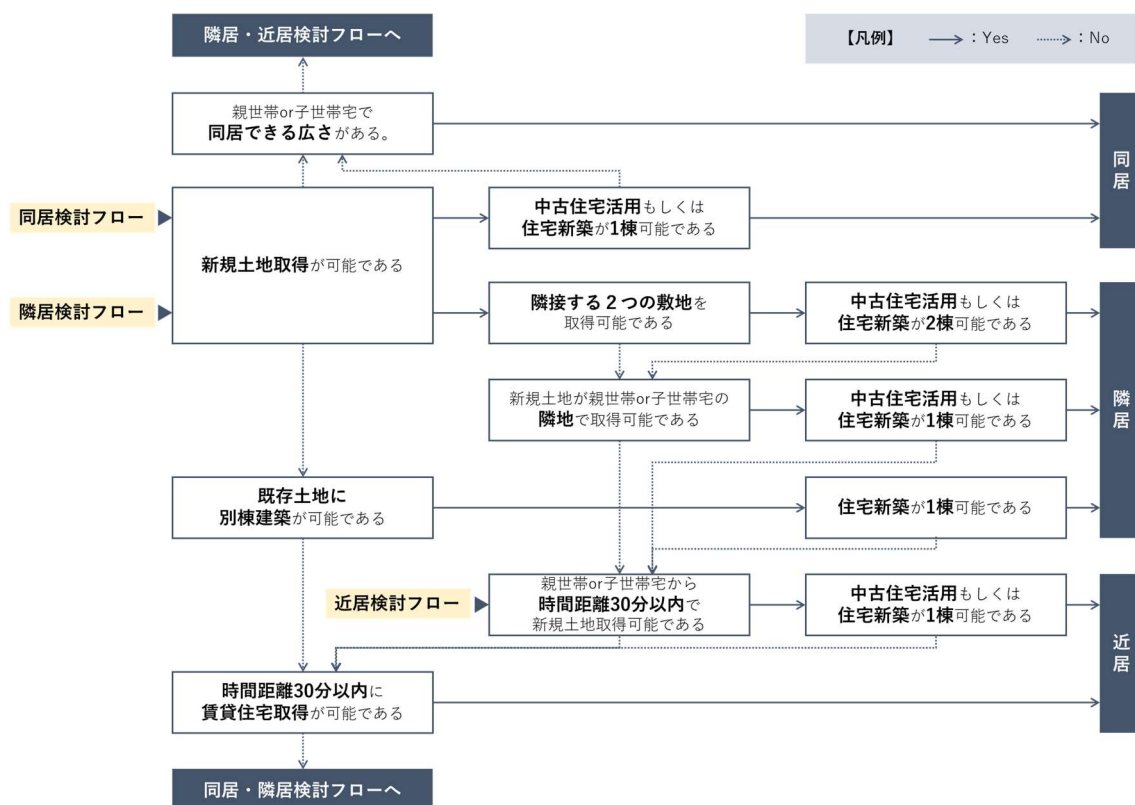 隣居・近居検討フローへ
【凡例】 ：Yes ：No
親世帯or子世帯宅で
同居できる広さがある。
同居
同居検討フロー
新規土地取得が可能である
中古住宅活用もしくは
住宅新築が1棟可能である
隣居検討フロー
隣接する２つの敷地を
取得可能である
中古住宅活用もしくは
住宅新築が2棟可能である
隣居
新規土地が親世帯or子世帯宅の
隣地で取得可能である
中古住宅活用もしくは
住宅新築が1棟可能である
既存土地に
別棟建築が可能である
住宅新築が1棟可能である
近居検討フロー
親世帯or子世帯宅から
時間距離30分以内で
新規土地取得可能である
中古住宅活用もしくは
住宅新築が1棟可能である
近居
時間距離30分以内に
賃貸住宅取得が可能である
同居・隣居検討フローへ